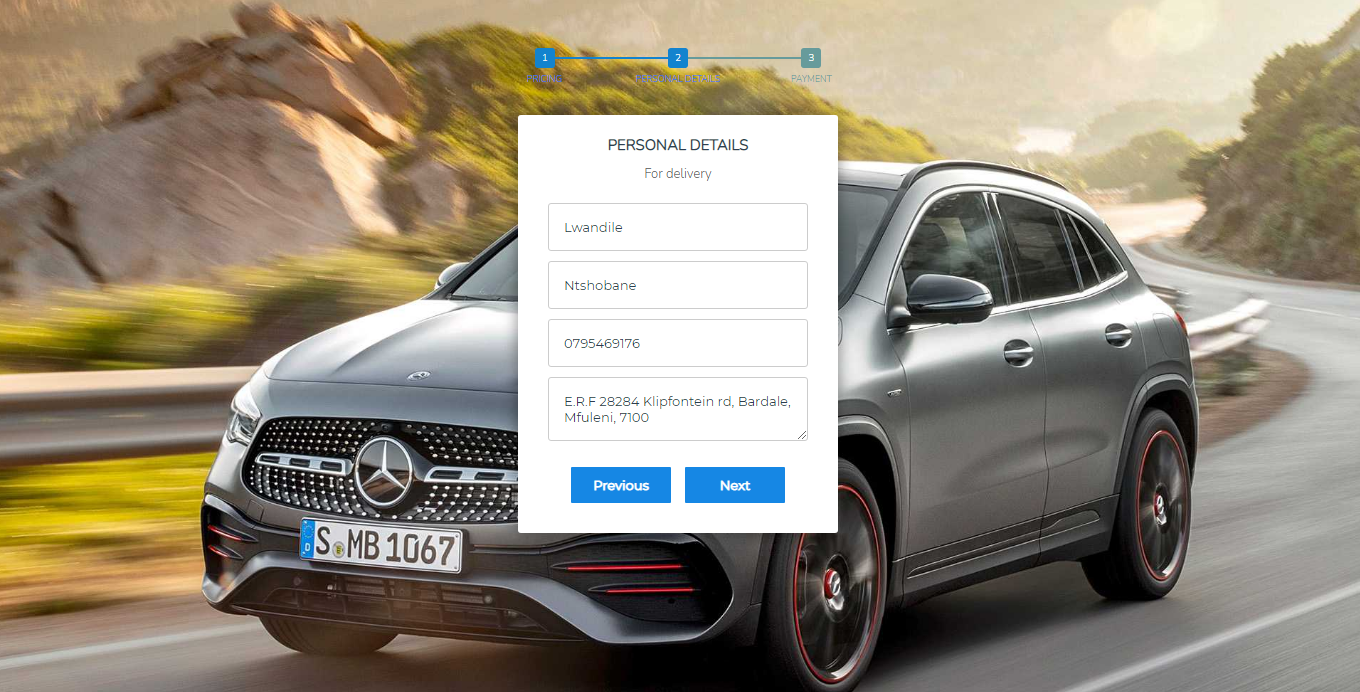 1
2
3
PERSONAL DETAILS
PAYMENT
PERSONAL DETAILS
For delivery
Lwandile
Ntshobane
0795469176
E.R.F 28284 Klipfontein rd, Bardale,
Mfuleni, 7100
Previous
Next
S MB 1067
D